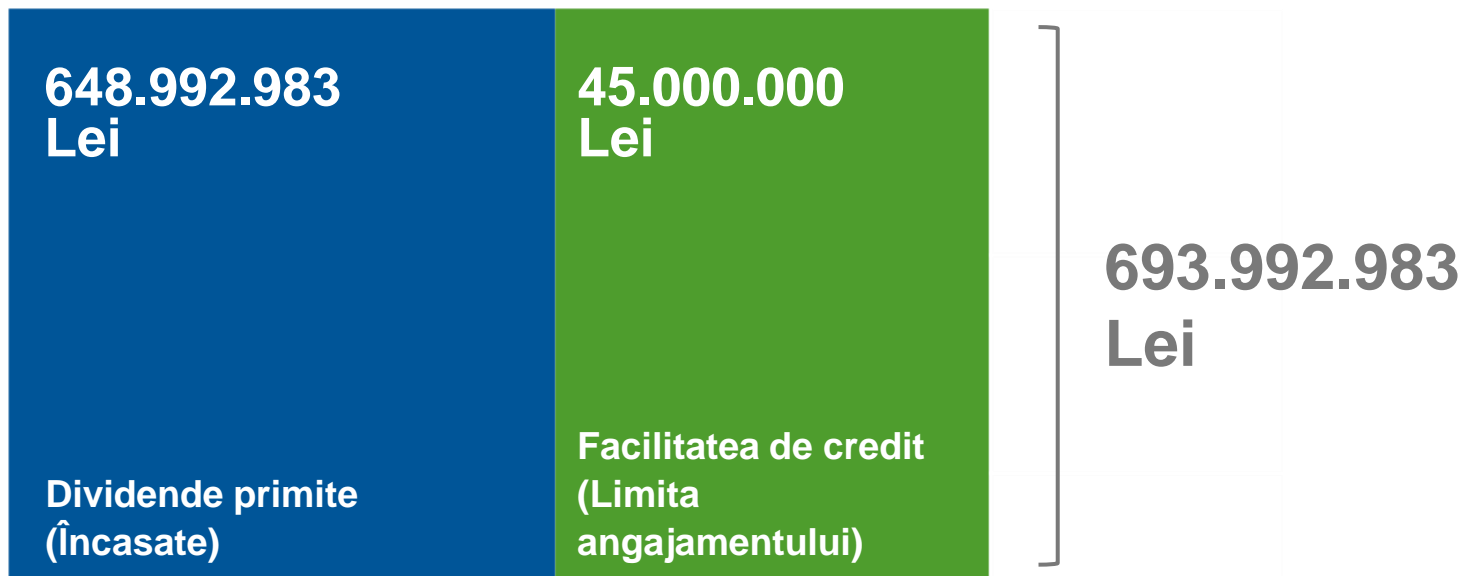 648.992.983
Lei
Dividende primite
(Încasate)
45.000.000
Lei
Facilitatea de credit
(Limita
angajamentului)
693.992.983
Lei